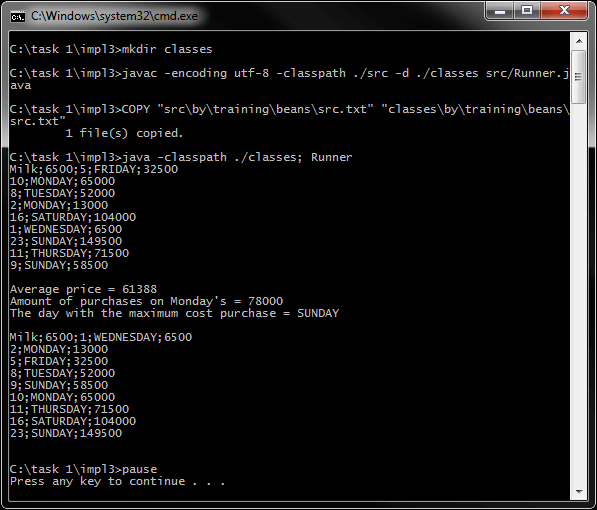 C:\Windows\system32\cmd.exe
C:\task 1\impl3>mkdir classes
C:\task 1\impl3>javac -encoding utf-8 -classpath ./src -d ./classes src/Runner.j
ava
C:\task 1\impl3>COPY "src\by\training\beans\src.txt" "classes\by\training\beans\
src.txt"
        1 file(s) copied.
C:\task 1\impl3>java -classpath ./classes; Runner
Milk;6500;5;FRIDAY;32500
10;MONDAY;65000
8;TUESDAY;52000
2;MONDAY;13000
16;SATURDAY;104000
1;WEDNESDAY;6500
23;SUNDAY;149500
11;THURSDAY;71500
9;SUNDAY;58500
Average price = 61388
Amount of purchases on Monday's = 78000
The day with the maximum cost purchase = SUNDAY
Milk;6500;1;WEDNESDAY;6500
2;MONDAY;13000
5;FRIDAY;32500
8;TUESDAY;52000
9;SUNDAY;58500
10;MONDAY;65000
11;THURSDAY;71500
16;SATURDAY;104000
23;SUNDAY;149500
C:\task 1\impl3>pause
Press any key to continue . . .